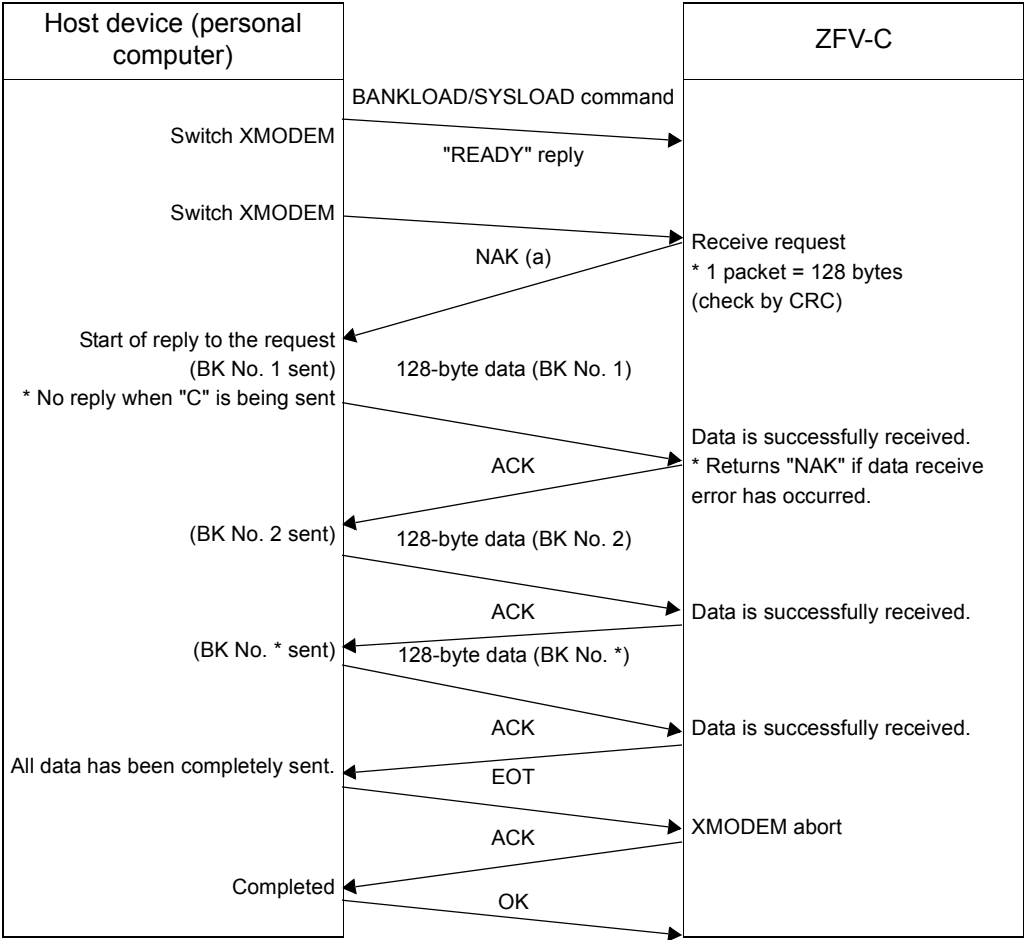 Host device (personal
computer)
ZFV-C
BANKLOAD/SYSLOAD command
Switch XMODEM
"READY" reply
Switch XMODEM
Receive request
NAK (a)
* 1 packet = 128 bytes
(check by CRC)
Start of reply to the request
(BK No. 1 sent)
128-byte data (BK No. 1)
* No reply when "C" is being sent
Data is successfully received.
ACK
* Returns "NAK" if data receive
error has occurred.
(BK No. 2 sent)
128-byte data (BK No. 2)
ACK
Data is successfully received.
(BK No. * sent)
128-byte data (BK No. *)
ACK
Data is successfully received.
All data has been completely sent.
EOT
XMODEM abort
ACK
Completed
OK